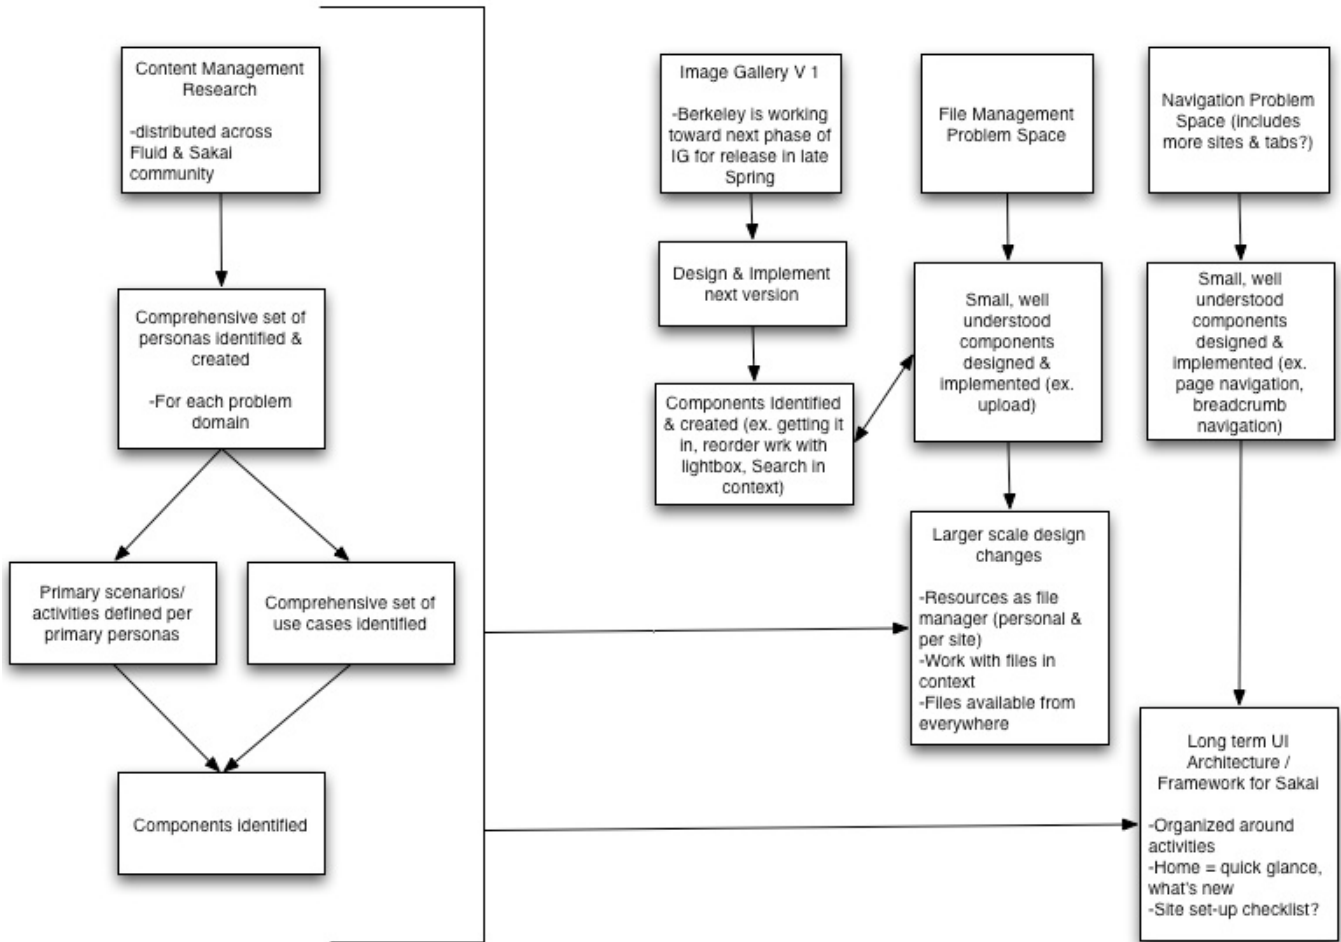 Content Management
Research
-distributed across
Fluid & Sakai
community
Comprehensive set of
personas identified &
created
-For each problem
domain
Primary scenarios/
activities defined per
primary personas
Comprehensive set of
use cases identified
Components identified
Image Gallery V 1
-Berkeley is working
toward next phase of
IG for release in late
Spring
Design & Implement
next version
Components Identified
& created (ex. getting it
in, reorder wrk with
lightbox, Search in
context)
File Management
Problem Space
Small, well
understood
components
designed &
implemented (ex.
upload)
Larger scale design
changes
-Resources as file
manager (personal &
per site)
-Work with files in
context
-Files available from
everywhere
Navigation Problem
Space (includes
more sites & tabs?)
Small, well
understood
components
designed &
implemented (ex.
page navigation,
breadcrumb
navigation)
Long term UI
Architecture /
Framework for Sakai
-Organized around
activities
-Home = quick glance,
what's new
-Site set-up checklist?